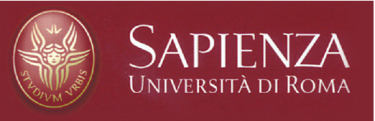 STVDIVM VRBIS
SAPIENZA
UNIVERSITÀ DI ROMA